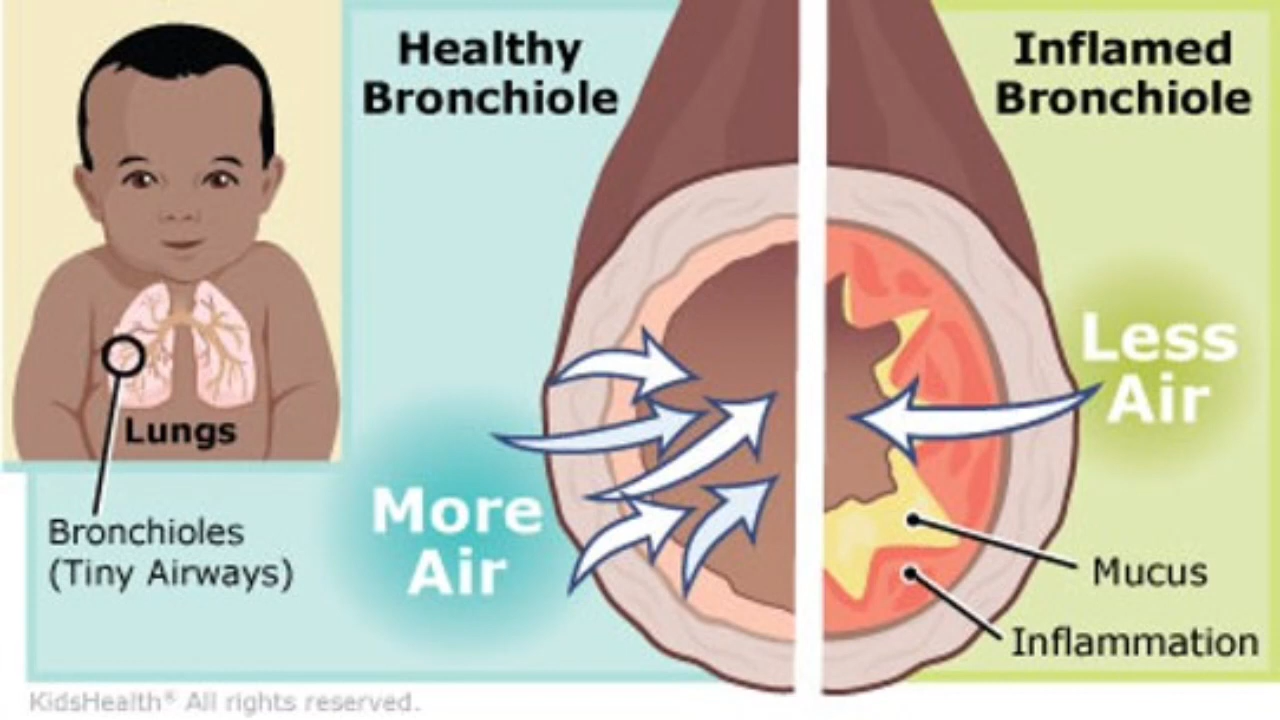 Healthy
Bronchiole
Inflamed
Bronchiole
Lungs
Bronchioles
(Tiny Airways)
More
Air
Less
Air
Mucus
Inflammation
KidsHealth® All rights reserved.